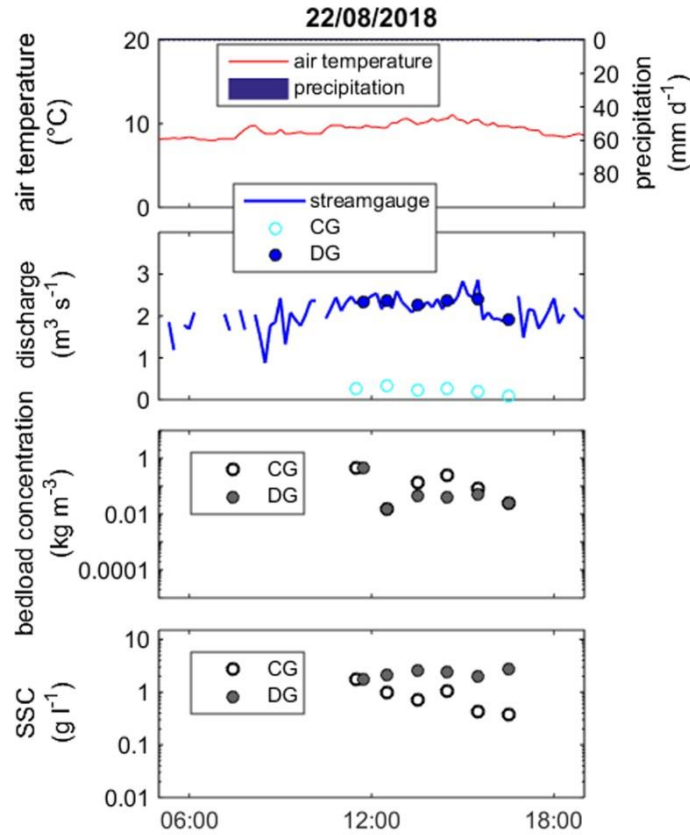 22/08/2018
20
10
0
air temperature
(°C)
air temperature
precipitation
0
20
40
60
80
precipitation
(mm d⁻¹)
streamgauge
CG
DG
3
2
1
0
discharge
(m³ s⁻¹)
CG
DG
1
0.01
0.0001
bedload concentration
(kg m⁻³)
CG
DG
10
1
0.1
0.01
SSC
(g l⁻¹)
06:00
12:00
18:00